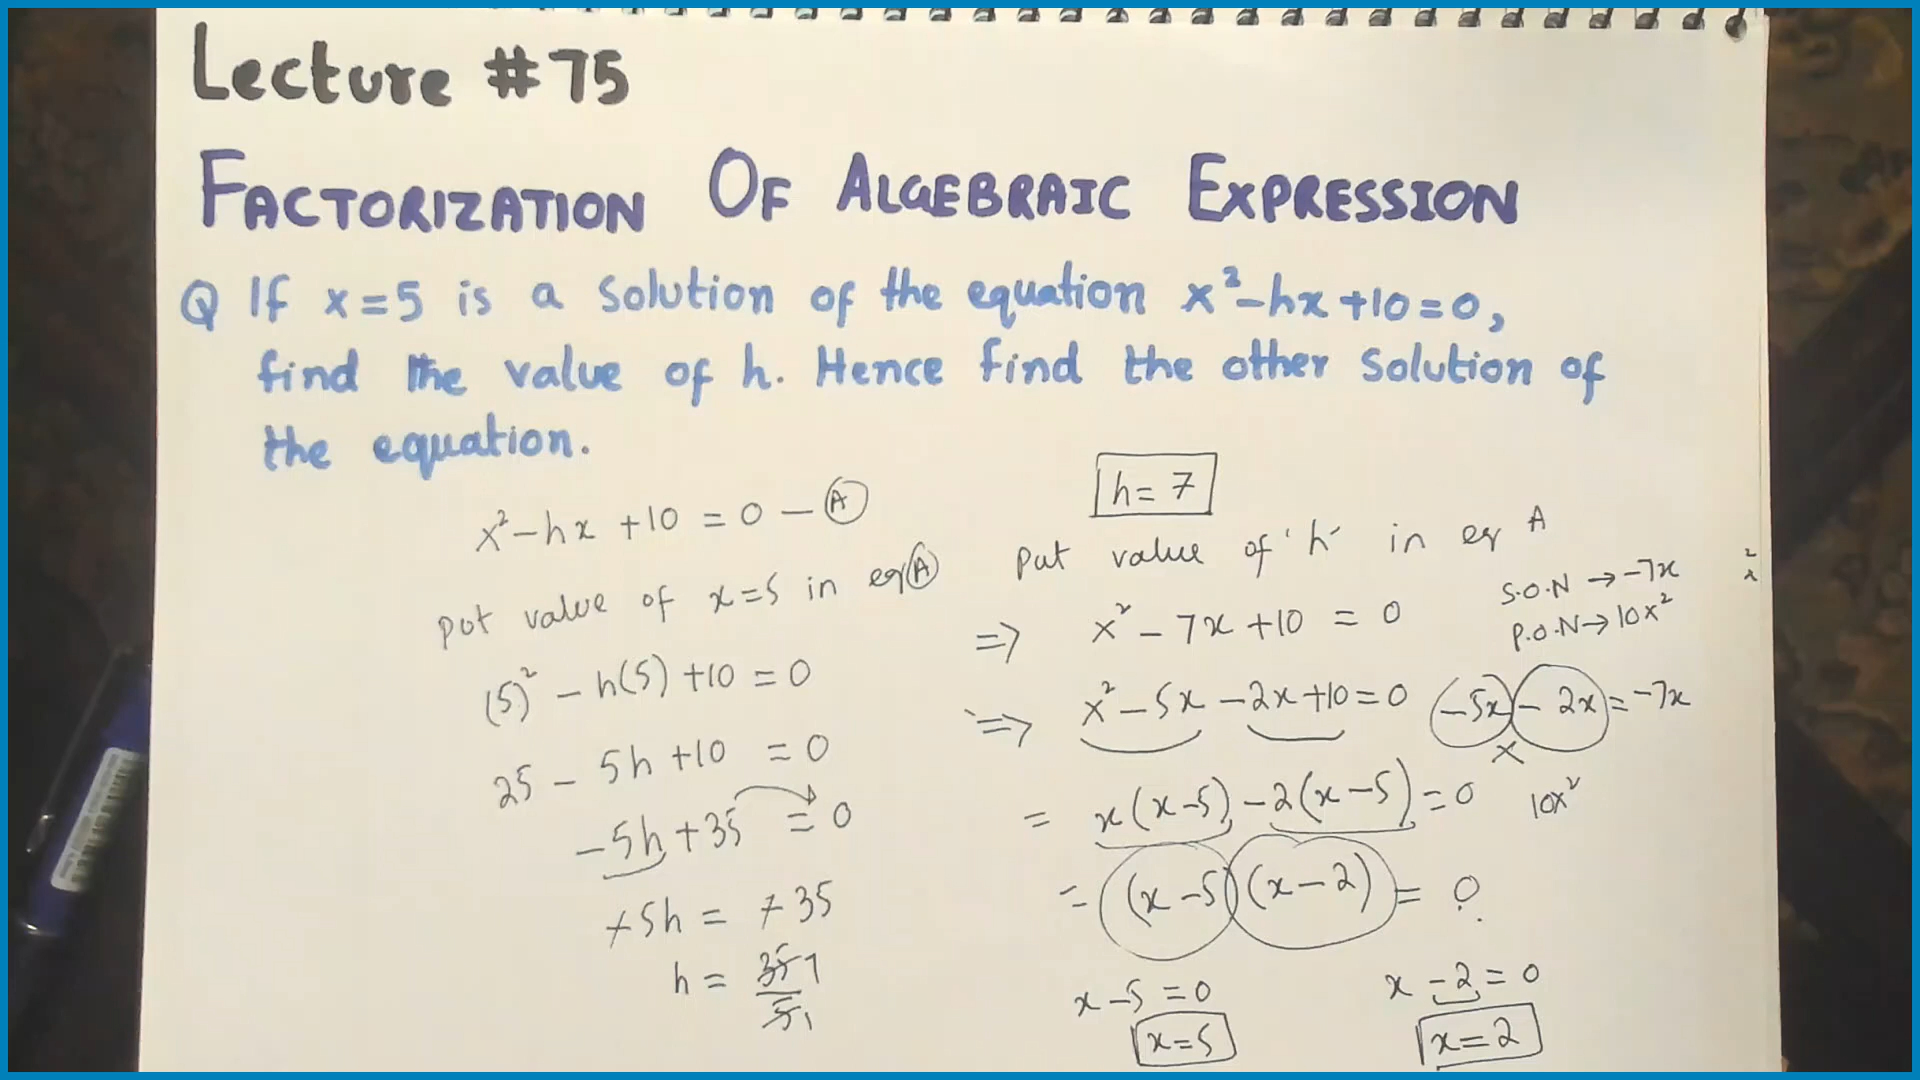 Lecture #75
FACTORIZATION OF ALGEBRAIC EXPRESSION
Q If x=5 is a solution of the equation x²-hx+10=0,
find the value of h. Hence find the other solution of
the equation.
x²-hx+10=0 — A
put value of x=5 in eq A
(5)² - h(5) +10 = 0
25 - 5h +10 = 0
-5h +35 = 0
+5h = +35
h = 35 7
5 1
h = 7
put value of 'h' in eq A
=> x² - 7x +10 = 0
S.O.N → -7x
P.O.N → 10x²
=> x² - 5x - 2x +10 = 0
-5x - 2x = -7x
x
10x²
= x(x-5) -2(x-5) = 0
= (x-5)(x-2) = 0
x-5 = 0
x=5
x-2 = 0
x=2